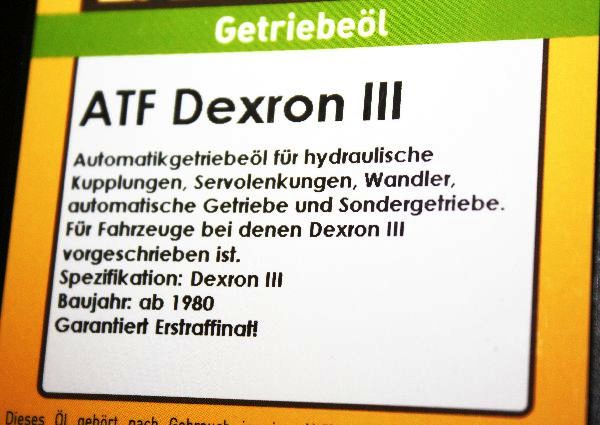 Getriebeöl
ATF Dexron III
Automatikgetriebeöl für hydraulische
Kupplungen, Servolenkungen, Wandler,
automatische Getriebe und Sondergetriebe.
Für Fahrzeuge bei denen Dexron III
vorgeschrieben ist.
Spezifikation: Dexron III
Baujahr: ab 1980
Garantiert Erstraffinat!
Dieses Öl gehört nach Gebrauch